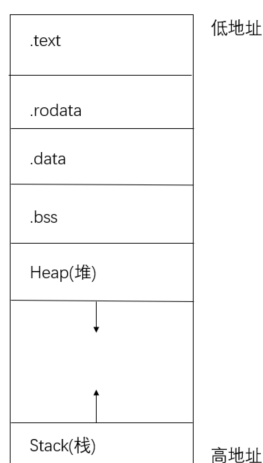 低地址
.text
.rodata
.data
.bss
Heap(堆)
Stack(栈)
高地址